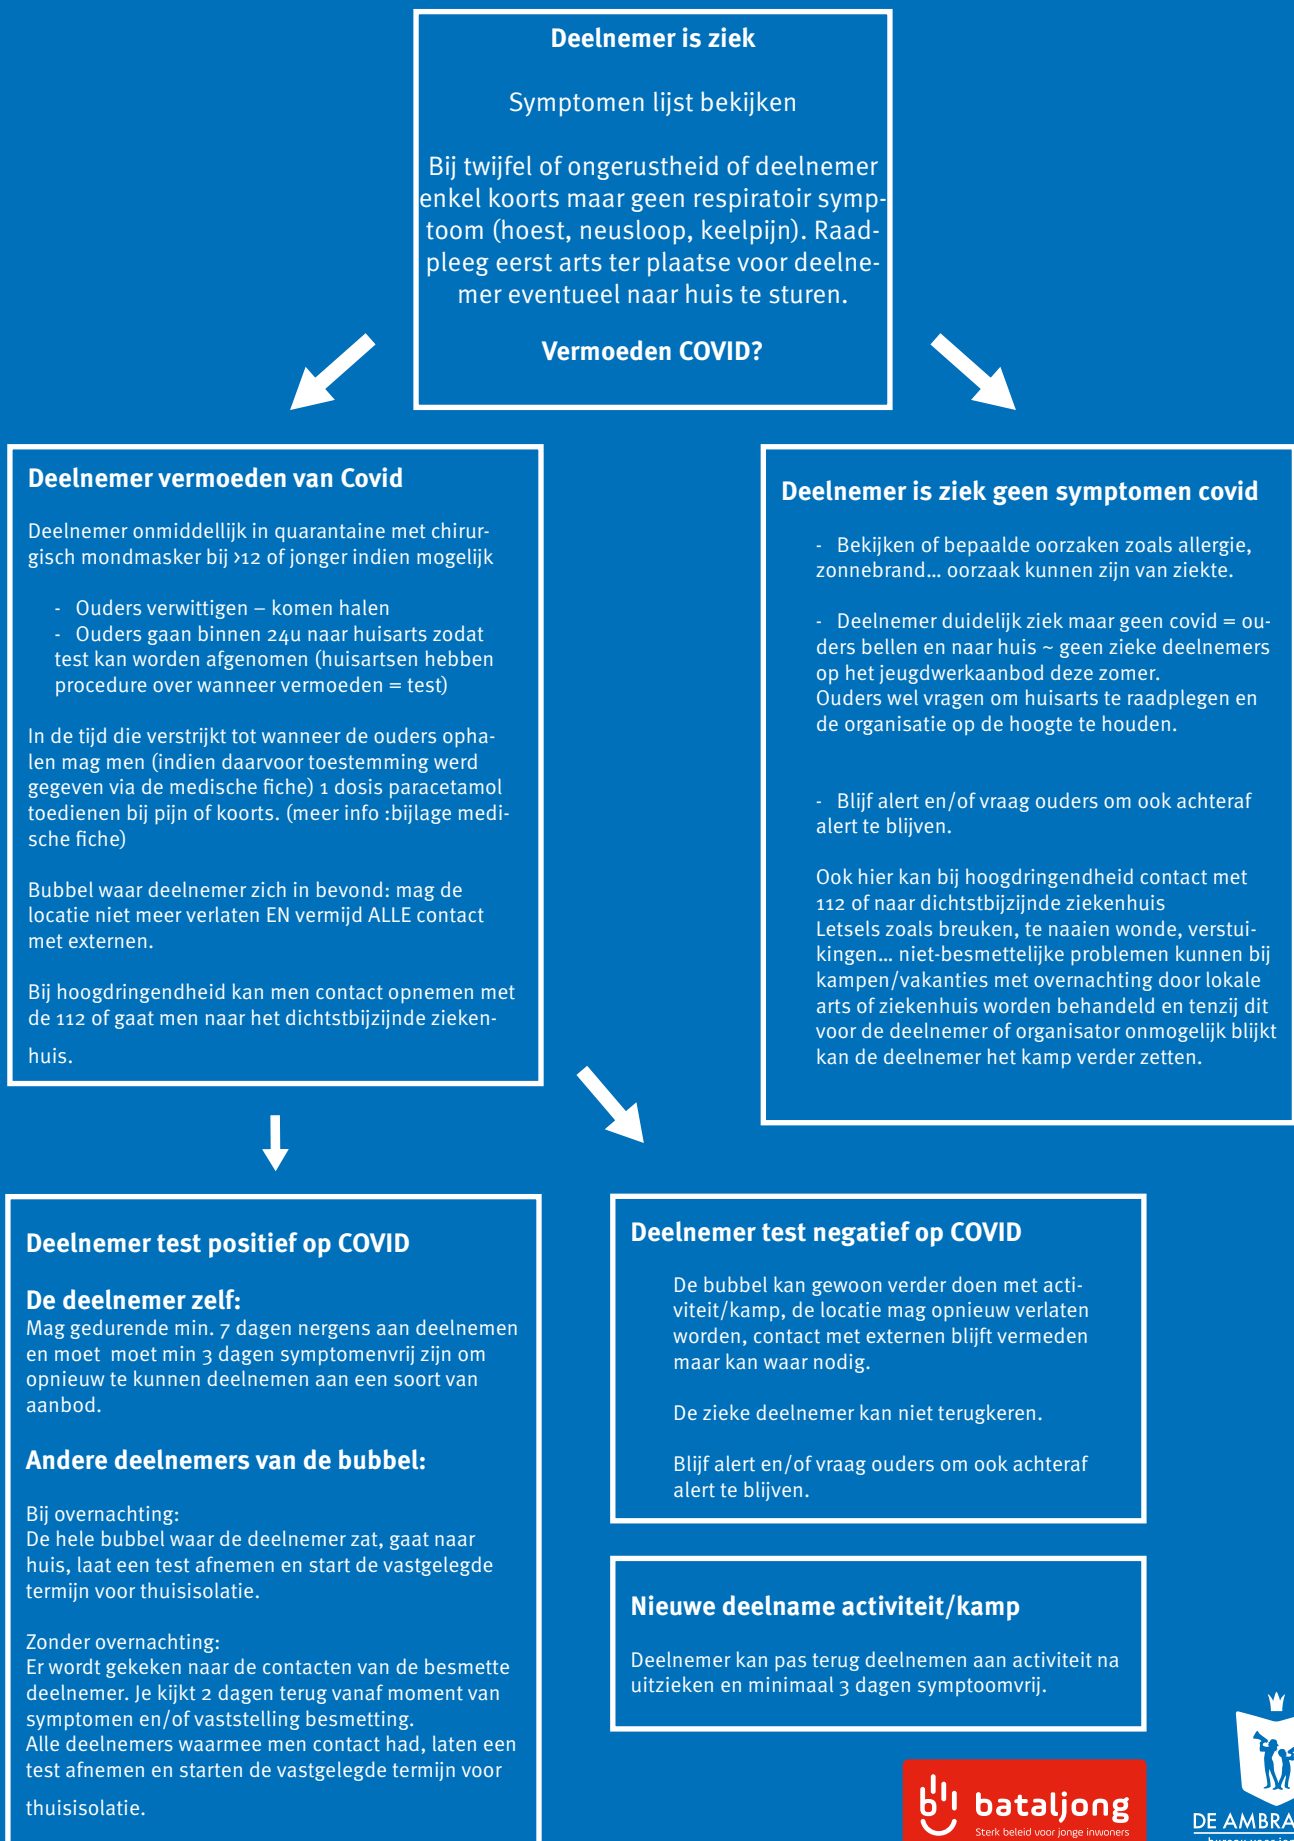 Deelnemer is ziek
Symptomen lijst bekijken
Bij twijfel of ongerustheid of deelnemer
enkel koorts maar geen respiratoir symp-
toom (hoest, neusloop, keelpijn). Raad-
pleeg eerst arts ter plaatse voor deelne-
mer eventueel naar huis te sturen.
Vermoeden COVID?
Deelnemer vermoeden van Covid
Deelnemer onmiddellijk in quarantaine met chirur-
gisch mondmasker bij >12 of jonger indien mogelijk
- Ouders verwittigen – komen halen
- Ouders gaan binnen 24u naar huisarts zodat
test kan worden afgenomen (huisartsen hebben
procedure over wanneer vermoeden = test)
In de tijd die verstrijkt tot wanneer de ouders opha-
len mag men (indien daarvoor toestemming werd
gegeven via de medische fiche) 1 dosis paracetamol
toedienen bij pijn of koorts. (meer info :bijlage medi-
sche fiche)
Bubbel waar deelnemer zich in bevond: mag de
locatie niet meer verlaten EN vermijd ALLE contact
met externen.
Bij hoogdringendheid kan men contact opnemen met
de 112 of gaat men naar het dichtstbijzijnde zieken-
huis.
Deelnemer is ziek geen symptomen covid
- Bekijken of bepaalde oorzaken zoals allergie,
zonnebrand... oorzaak kunnen zijn van ziekte.
- Deelnemer duidelijk ziek maar geen covid = ou-
ders bellen en naar huis ~ geen zieke deelnemers
op het jeugdwerkaanbod deze zomer.
Ouders wel vragen om huisarts te raadplegen en
de organisatie op de hoogte te houden.
- Blijf alert en/of vraag ouders om ook achteraf
alert te blijven.
Ook hier kan bij hoogdringendheid contact met
112 of naar dichtstbijzijnde ziekenhuis
Letsels zoals breuken, te naaien wonde, verstui-
kingen... niet-besmettelijke problemen kunnen bij
kampen/vakanties met overnachting door lokale
arts of ziekenhuis worden behandeld en tenzij dit
voor de deelnemer of organisator onmogelijk blijkt
kan de deelnemer het kamp verder zetten.
Deelnemer test positief op COVID
De deelnemer zelf:
Mag gedurende min. 7 dagen nergens aan deelnemen
en moet moet min 3 dagen symptomenvrij zijn om
opnieuw te kunnen deelnemen aan een soort van
aanbod.
Andere deelnemers van de bubbel:
Bij overnachting:
De hele bubbel waar de deelnemer zat, gaat naar
huis, laat een test afnemen en start de vastgelegde
termijn voor thuisisolatie.
Zonder overnachting:
Er wordt gekeken naar de contacten van de besmette
deelnemer. Je kijkt 2 dagen terug vanaf moment van
symptomen en/of vaststelling besmetting.
Alle deelnemers waarmee men contact had, laten een
test afnemen en starten de vastgelegde termijn voor
thuisisolatie.
Deelnemer test negatief op COVID
De bubbel kan gewoon verder doen met acti-
viteit/kamp, de locatie mag opnieuw verlaten
worden, contact met externen blijft vermeden
maar kan waar nodig.
De zieke deelnemer kan niet terugkeren.
Blijf alert en/of vraag ouders om ook achteraf
alert te blijven.
Nieuwe deelname activiteit/kamp
Deelnemer kan pas terug deelnemen aan activiteit na
uitzieken en minimaal 3 dagen symptoomvrij.
bataljong
Sterk beleid voor jonge inwoners
DE AMBRA